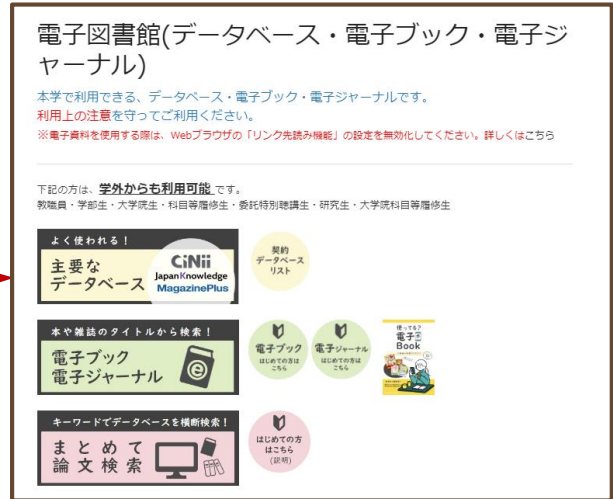 電子図書館(データベース・電子ブック・電子ジ
ャーナル)
本学で利用できる、データベース・電子ブック・電子ジャーナルです。
利用上の注意を守ってご利用ください。
※電子資料を使用する際は、Webブラウザの「リンク先読み機能」の設定を無効化してください。詳しくはこちら
下記の方は、学外からも利用可能 です。
教職員・学部生・大学院生・科目等履修生・委託特別聴講生・研究生・大学院科目等履修生
よく使われる！
主要な
データベース
CiNii
JapanKnowledge
MagazinePlus
契約
データベース
リスト
本や雑誌のタイトルから検索！
電子ブック
電子ジャーナル
e
電子ブック
はじめての方は
こちら
電子ジャーナル
はじめての方は
こちら
使ってる？
電子
Book
キーワードでデータベースを横断検索！
まとめて
論文検索
はじめての方
はこちら
(説明)